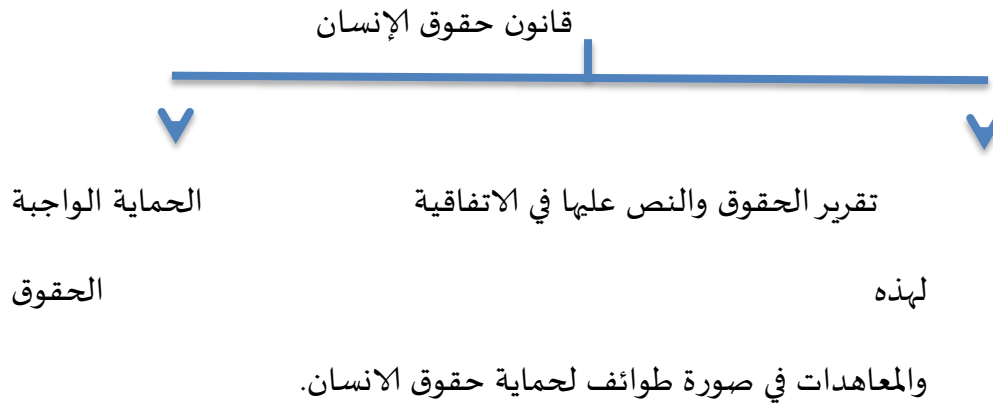 قانون حقوق الإنسان
تقرير الحقوق والنص عليها في الاتفاقية الحماية الواجبة
لهذه الحقوق
والمعاهدات في صورة طوائف لحماية حقوق الانسان.